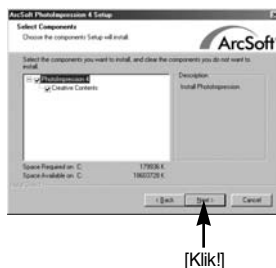 ArcSoft PhotoImpression 4 Setup
Select Components
Choose the components Setup will install.
ArcSoft
Select the components you want to install, and clear the components you do not want to install.
PhotoImpression 4
Creative Contents
Description
Install PhotoImpression.
Space Required on C:
Space Available on C:
< Back
Next >
Cancel
[Klik!]